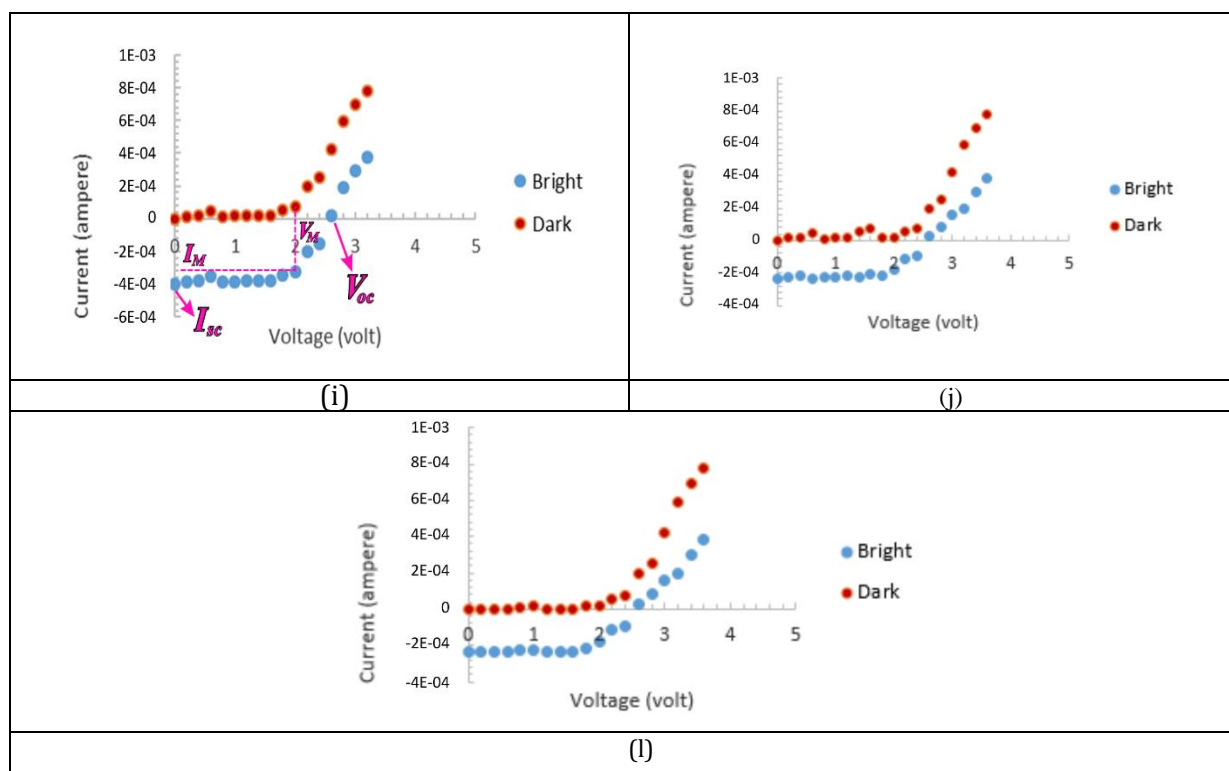 1E-03
8E-04
6E-04
4E-04
2E-04
0
-2E-04
-4E-04
-6E-04
0 1 2 3 4 5
Current (ampere)
Voltage (volt)
Bright
Dark
I_M
V_M
V_oc
I_sc
(i)
1E-03
8E-04
6E-04
4E-04
2E-04
0
-2E-04
-4E-04
0 1 2 3 4 5
Current (ampere)
Voltage (volt)
Bright
Dark
(j)
1E-03
8E-04
6E-04
4E-04
2E-04
0
-2E-04
-4E-04
0 1 2 3 4 5
Current (ampere)
Voltage (volt)
Bright
Dark
(l)